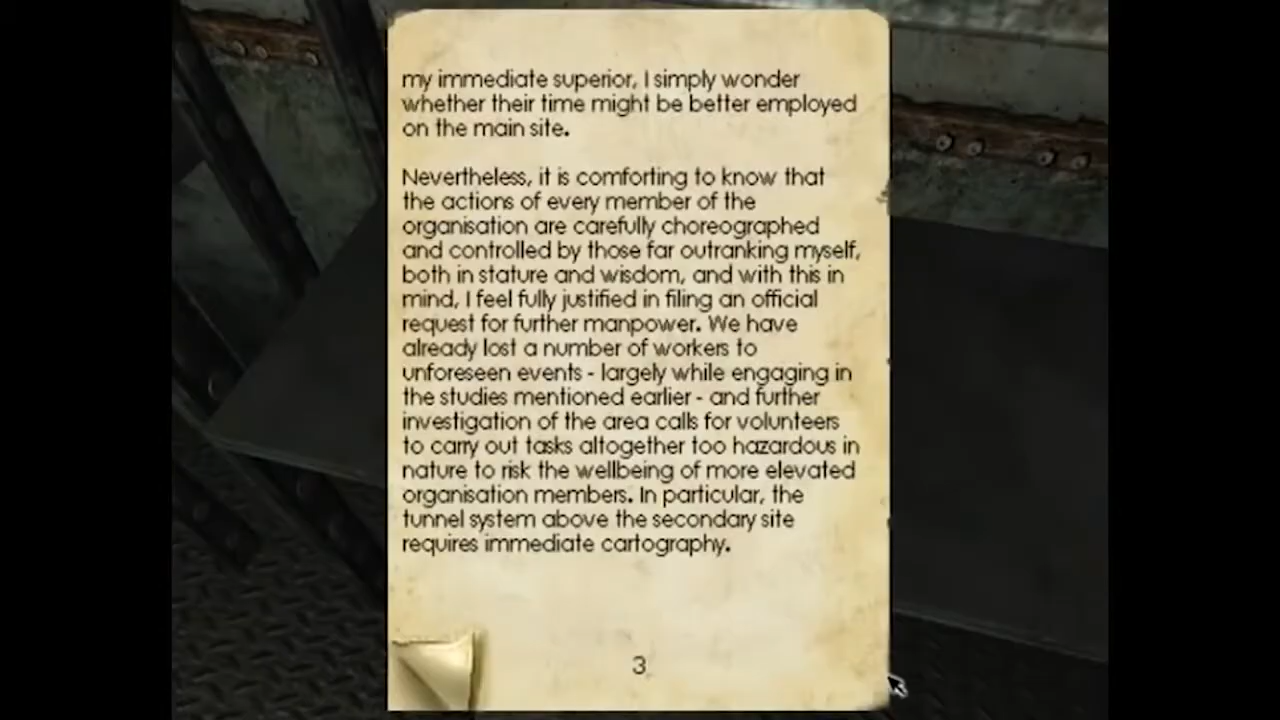 my immediate superior, I simply wonder
whether their time might be better employed
on the main site.
Nevertheless, it is comforting to know that
the actions of every member of the
organisation are carefully choreographed
and controlled by those far outranking myself,
both in stature and wisdom, and with this in
mind, I feel fully justified in filing an official
request for further manpower. We have
already lost a number of workers to
unforeseen events - largely while engaging in
the studies mentioned earlier - and further
investigation of the area calls for volunteers
to carry out tasks altogether too hazardous in
nature to risk the wellbeing of more elevated
organisation members. In particular, the
tunnel system above the secondary site
requires immediate cartography.
3